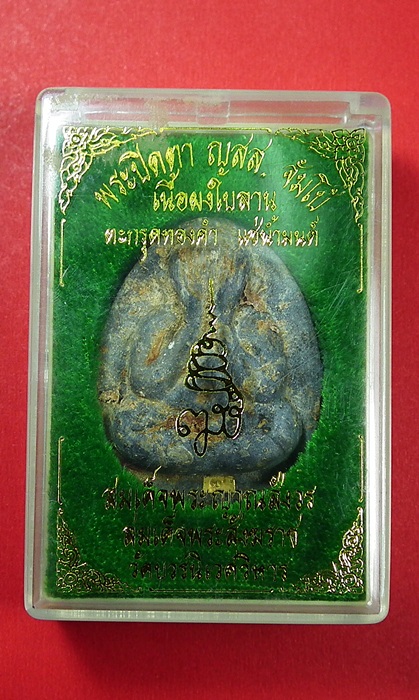 พระปิดตา ญสส. จัมโบ้
เนื้อผงใบลาน
ตะกรุดทองคำ แช่น้ำมนต์
สมเด็จพระญาณสังวร
สมเด็จพระสังฆราช
วัดบวรนิเวศวิหาร